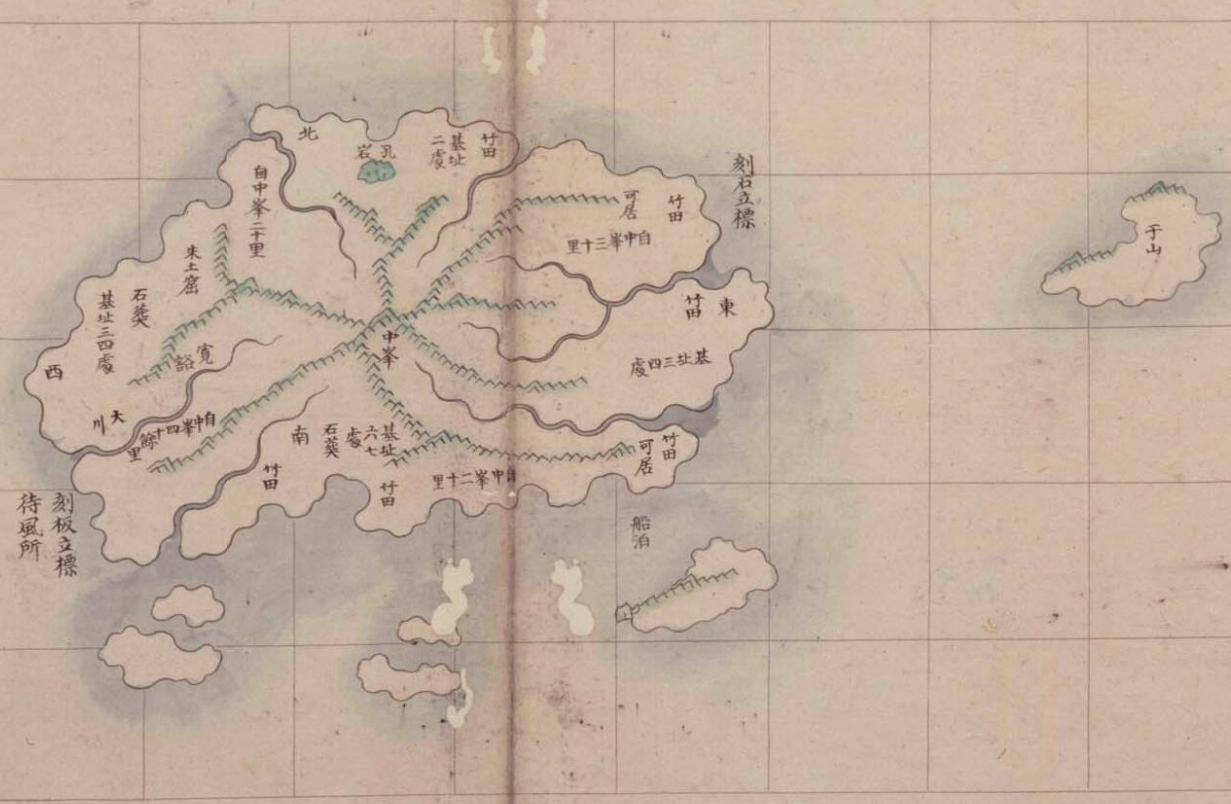 北
孔岩
基址二處
竹田
自中峯二十里
朱土窟
石葬
基址三四處
西
寬谽
大川
自中峯四十餘里
中峯
可居
竹田
自中峯三十里
刻石立標
東
竹田
基址三四處
竹田
可居
自中峯二十里
基址六七處
石葬
南
竹田
竹田
刻板立標
待風所
船泊
于山